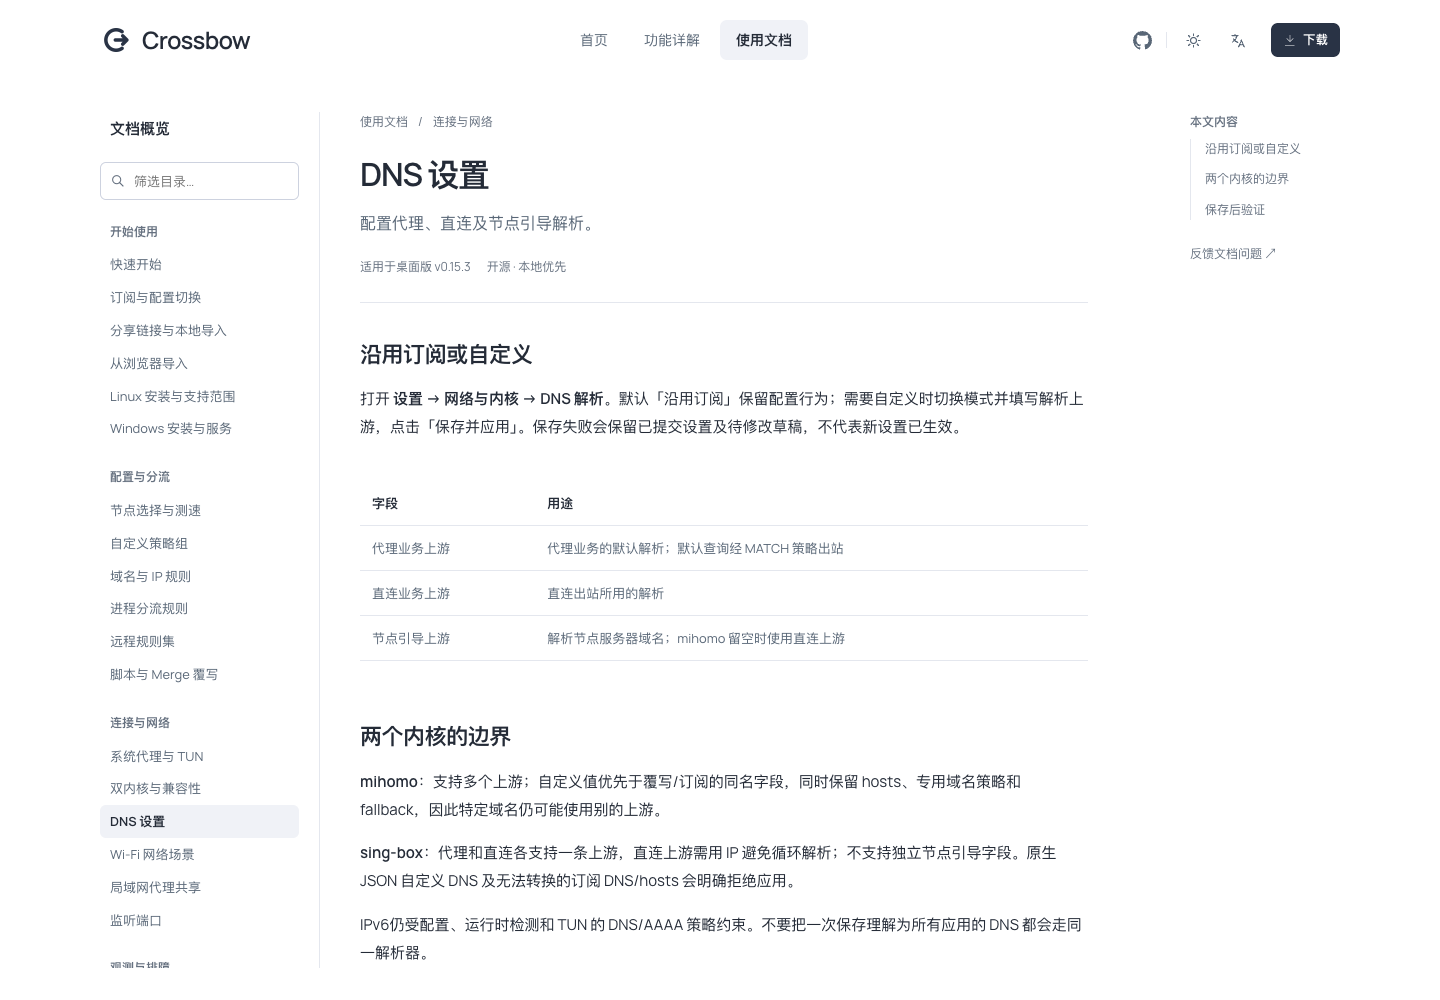 Crossbow
首页
功能详解
使用文档
下载
文档概览
筛选目录...
开始使用
快速开始
订阅与配置切换
分享链接与本地导入
从浏览器导入
Linux 安装与支持范围
Windows 安装与服务
配置与分流
节点选择与测速
自定义策略组
域名与 IP 规则
进程分流规则
远程规则集
脚本与 Merge 覆写
连接与网络
系统代理与 TUN
双内核与兼容性
DNS 设置
Wi-Fi 网络场景
局域网代理共享
监听端口
观测与排障
使用文档 / 连接与网络
DNS 设置
配置代理、直连及节点引导解析。
适用于桌面版 v0.15.3 开源 · 本地优先
沿用订阅或自定义
打开 设置 → 网络与内核 → DNS 解析。默认「沿用订阅」保留配置行为；需要自定义时切换模式并填写解析上
游，点击「保存并应用」。保存失败会保留已提交设置及待修改草稿，不代表新设置已生效。
字段 用途
代理业务上游 代理业务的默认解析；默认查询经 MATCH 策略出站
直连业务上游 直连出站所用的解析
节点引导上游 解析节点服务器域名；mihomo 留空时使用直连上游
两个内核的边界
mihomo：支持多个上游；自定义值优先于覆写/订阅的同名字段，同时保留 hosts、专用域名策略和
fallback，因此特定域名仍可能使用别的上游。
sing-box：代理和直连各支持一条上游，直连上游需用 IP 避免循环解析；不支持独立节点引导字段。原生
JSON 自定义 DNS 及无法转换的订阅 DNS/hosts 会明确拒绝应用。
IPv6仍受配置、运行时检测和 TUN 的 DNS/AAAA 策略约束。不要把一次保存理解为所有应用的 DNS 都会走同
一解析器。
本文内容
沿用订阅或自定义
两个内核的边界
保存后验证
反馈文档问题 ↗